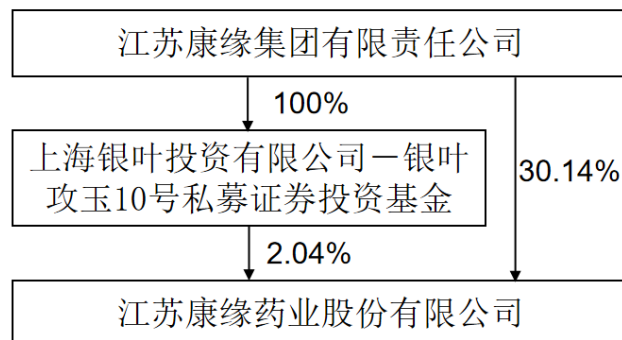 江苏康缘集团有限责任公司
100%
上海银叶投资有限公司－银叶
攻玉10号私募证券投资基金
30.14%
2.04%
江苏康缘药业股份有限公司